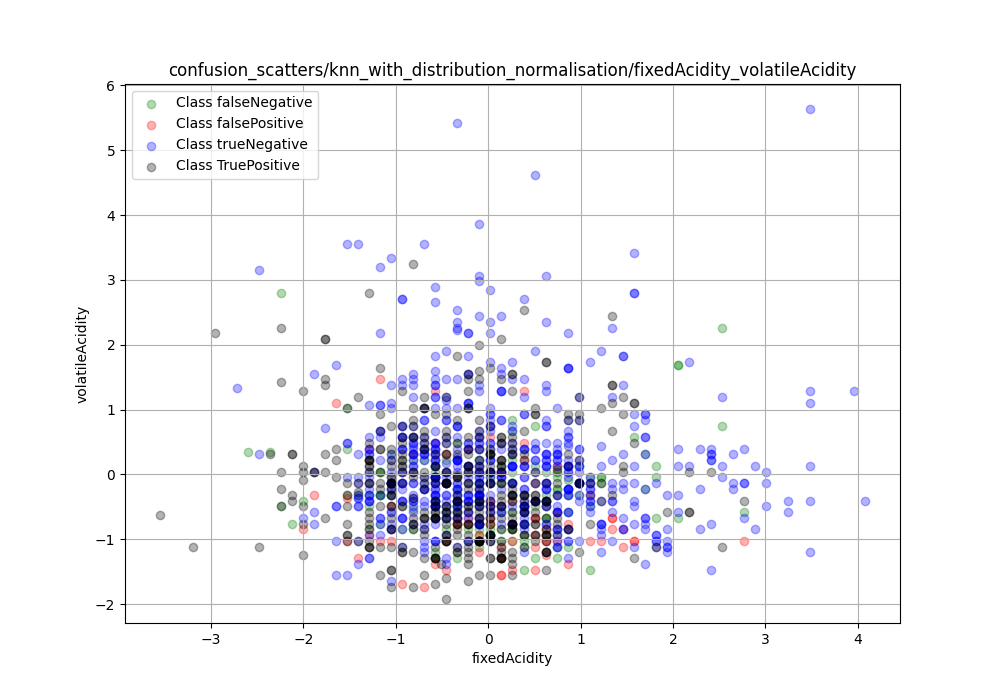 confusion_scatters/knn_with_distribution_normalisation/fixedAcidity_volatileAcidity
Class falseNegative
Class falsePositive
Class trueNegative
Class TruePositive
6
5
4
3
2
1
0
−1
−2
volatileAcidity
−3
−2
−1
0
1
2
3
4
fixedAcidity